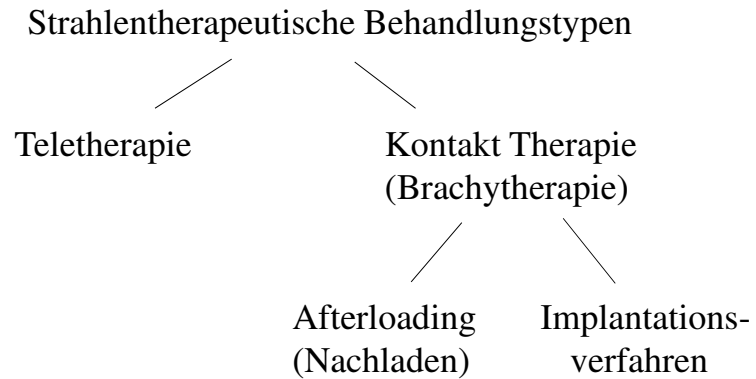 Strahlentherapeutische Behandlungstypen
Teletherapie
Kontakt Therapie
(Brachytherapie)
Afterloading
(Nachladen)
Implantations-
verfahren